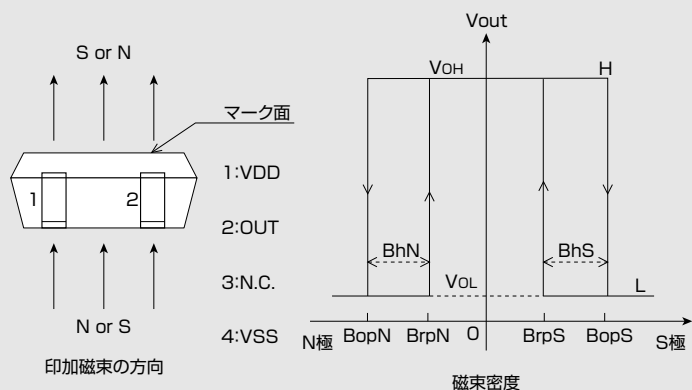 S or N
マーク面
1
2
N or S
印加磁束の方向
1:VDD
2:OUT
3:N.C.
4:VSS
Vout
VOH
H
BhN
BhS
VOL
L
N極
BopN
BrpN
0
BrpS
BopS
S極
磁束密度